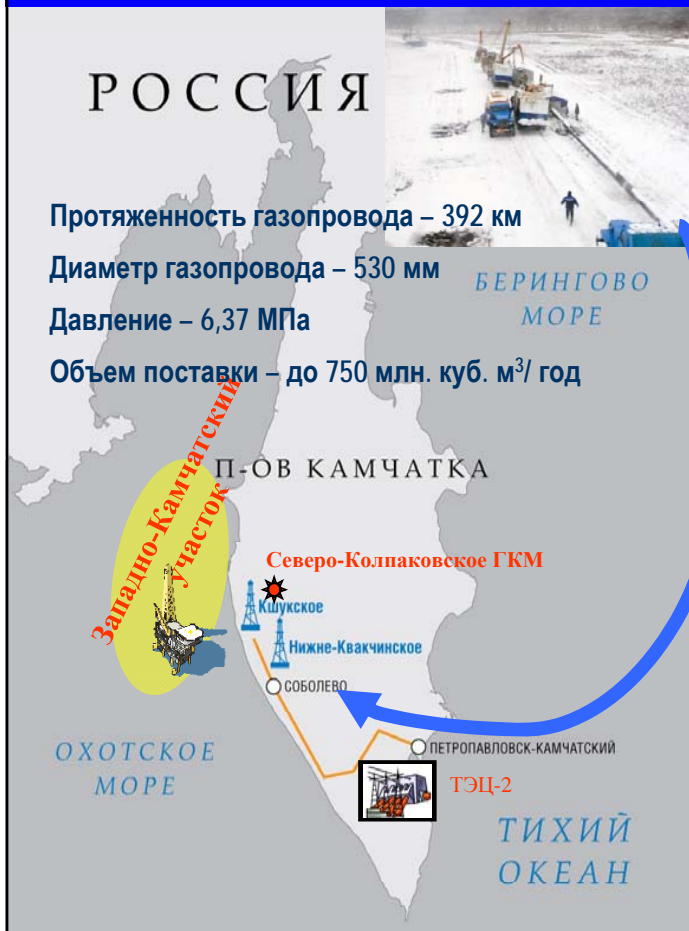 РОССИЯ
Протяженность газопровода – 392 км
Диаметр газопровода – 530 мм
БЕРИНГОВО
МОРЕ
Давление – 6,37 МПа
Объем поставки – до 750 млн. куб. м³/ год
П-ОВ КАМЧАТКА
Западно-Камчатский
участок
Северо-Колпаковское ГКМ
Кшукское
Нижне-Квакчинское
СОБОЛЕВО
ОХОТСКОЕ
МОРЕ
ПЕТРОПАВЛОВСК-КАМЧАТСКИЙ
ТЭЦ-2
ТИХИЙ
ОКЕАН